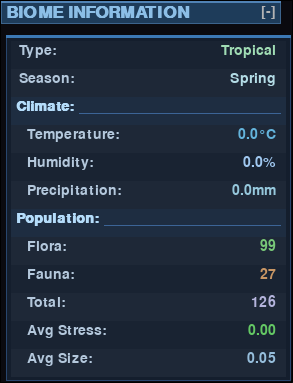 BIOME INFORMATION [-]
Type: Tropical
Season: Spring
Climate:
Temperature: 0.0°C
Humidity: 0.0%
Precipitation: 0.0mm
Population:
Flora: 99
Fauna: 27
Total: 126
Avg Stress: 0.00
Avg Size: 0.05